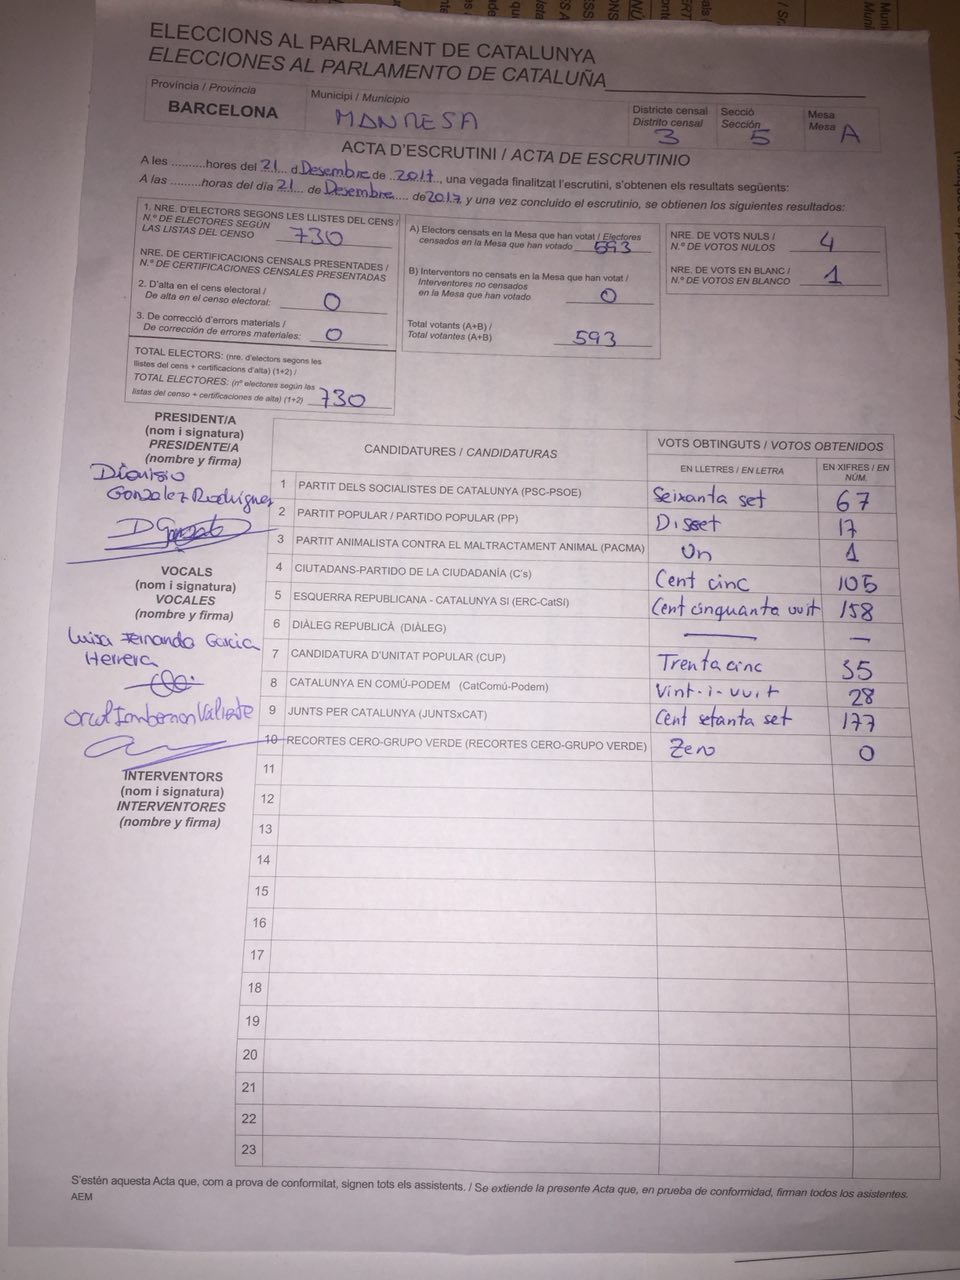 ELECCIONS AL PARLAMENT DE CATALUNYA
ELECCIONES AL PARLAMENTO DE CATALUÑA
Província / Provincia
BARCELONA
Municipi / Municipio
MANRESA
Districte censal
Distrito censal
3
Secció
Sección
5
Mesa
Mesa
A
ACTA D'ESCRUTINI / ACTA DE ESCRUTINIO
A les ..........hores del 21... d Desembre de ..2017.., una vegada finalitzat l'escrutini, s'obtenen els resultats següents:
A las .........horas del día 21... de Desembre..... de 2017 y una vez concluido el escrutinio, se obtienen los siguientes resultados:
1. NRE. D'ELECTORS SEGONS LES LLISTES DEL CENS /
N.º DE ELECTORES SEGÚN
LAS LISTAS DEL CENSO 730
NRE. DE CERTIFICACIONS CENSALS PRESENTADES /
N.º DE CERTIFICACIONES CENSALES PRESENTADAS
2. D'alta en el cens electoral /
De alta en el censo electoral: 0
3. De correcció d'errors materials /
De corrección de errores materiales: 0
TOTAL ELECTORS: (nre. d'electors segons les
llistes del cens + certificacions d'alta) (1+2) /
TOTAL ELECTORES: (nº electores según las
listas del censo + certificaciones de alta) (1+2) 730
A) Electors censats en la Mesa que han votat / Electores
censados en la Mesa que han votado 593
B) Interventors no censats en la Mesa que han votat /
Interventores no censados
en la Mesa que han votado 0
Total votants (A+B) /
Total votantes (A+B) 593
NRE. DE VOTS NULS /
N.º DE VOTOS NULOS 4
NRE. DE VOTS EN BLANC /
N.º DE VOTOS EN BLANCO 1
PRESIDENT/A
(nom i signatura)
PRESIDENTE/A
(nombre y firma)
Dionisio
Gonzalez Rodriguez
VOCALS
(nom i signatura)
VOCALES
(nombre y firma)
Luisa Fernanda Garcia
Herrera
INTERVENTORS
(nom i signatura)
INTERVENTORES
(nombre y firma)
CANDIDATURES / CANDIDATURAS
VOTS OBTINGUTS / VOTOS OBTENIDOS
EN LLETRES / EN LETRA
EN XIFRES / EN
NÚM.
1 PARTIT DELS SOCIALISTES DE CATALUNYA (PSC-PSOE) Seixanta set 67
2 PARTIT POPULAR / PARTIDO POPULAR (PP) Disset 17
3 PARTIT ANIMALISTA CONTRA EL MALTRACTAMENT ANIMAL (PACMA) Un 1
4 CIUTADANS-PARTIDO DE LA CIUDADANÍA (C's) Cent cinc 105
5 ESQUERRA REPUBLICANA - CATALUNYA SI (ERC-CatSI) Cent cinquanta vuit 158
6 DIÀLEG REPUBLICÀ (DIÀLEG) — —
7 CANDIDATURA D'UNITAT POPULAR (CUP) Trenta cinc 35
8 CATALUNYA EN COMÚ-PODEM (CatComú-Podem) Vint-i-vuit 28
9 JUNTS PER CATALUNYA (JUNTSxCAT) Cent setanta set 177
10 RECORTES CERO-GRUPO VERDE (RECORTES CERO-GRUPO VERDE) Zero 0
11
12
13
14
15
16
17
18
19
20
21
22
23
S'estén aquesta Acta que, com a prova de conformitat, signen tots els assistents. / Se extiende la presente Acta que, en prueba de conformidad, firman todos los asistentes.
AEM